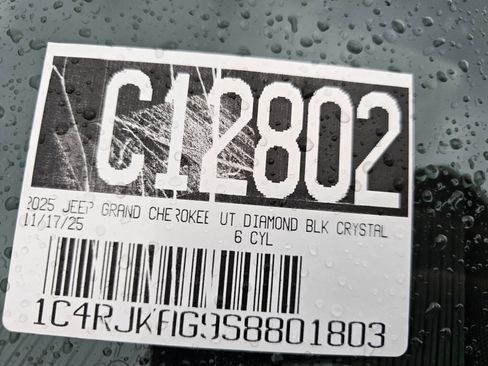 C12802
2025 JEEP GRAND CHEROKEE UT DIAMOND BLK CRYSTAL
11/17/25 6 CYL
1C4RJKAG9S8801803